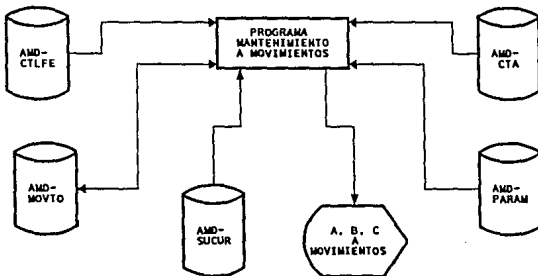 AMD-
CTLFE
PROGRAMA
MANTENIMIENTO
A MOVIMIENTOS
AMD-
CTA
AMD-
MOVTO
AMD-
SUCUR
A, B, C
A
MOVIMIENTOS
AMD-
PARAM